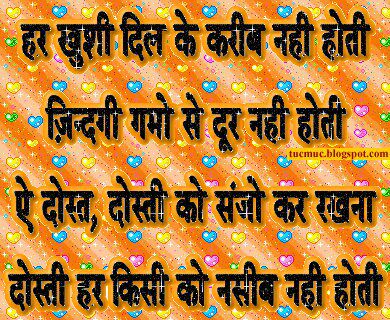 हर खुशी दिल के करीब नही होती
ज़िन्दगी गमो से दूर नही होती
tucmuc.blogspot.com
ऐ दोस्त, दोस्ती को संजो कर रखना
दोस्ती हर किसी को नसीब नही होती